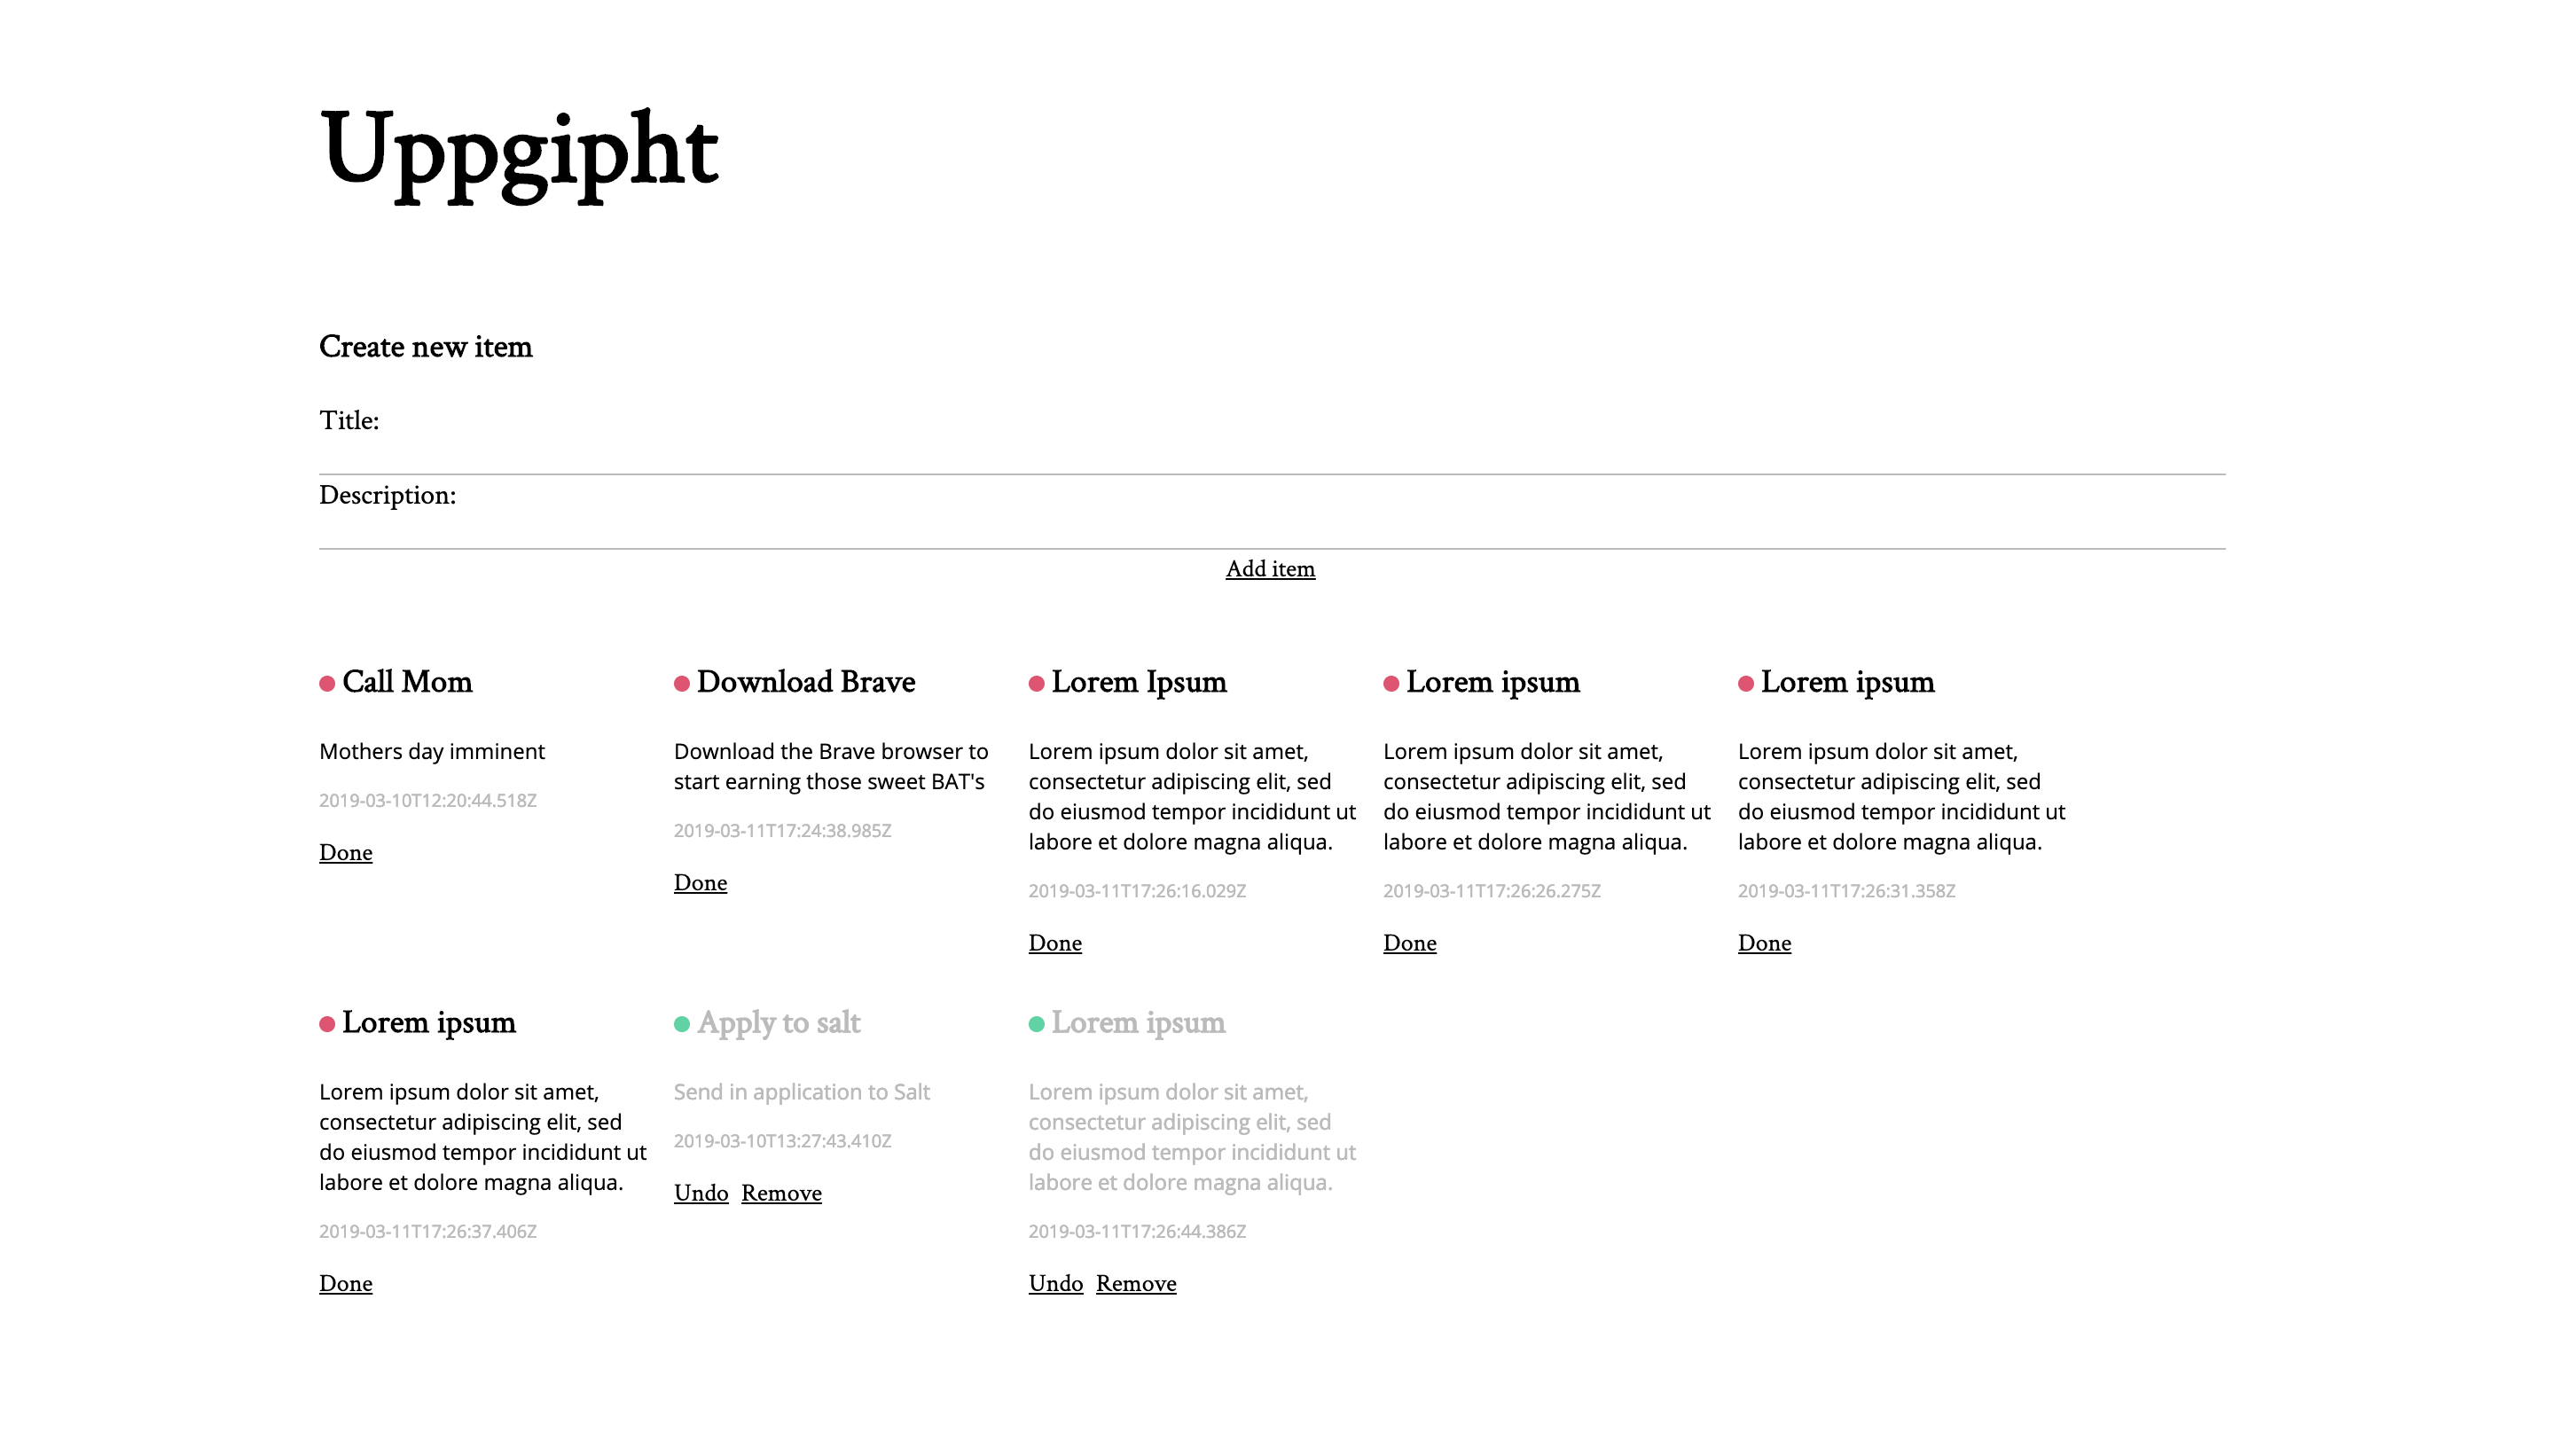 Uppgipht
Create new item
Title:
Description:
Add item
Call Mom
Mothers day imminent
2019-03-10T12:20:44.518Z
Done
Download Brave
Download the Brave browser to
start earning those sweet BAT's
2019-03-11T17:24:38.985Z
Done
Lorem Ipsum
Lorem ipsum dolor sit amet,
consectetur adipiscing elit, sed
do eiusmod tempor incididunt ut
labore et dolore magna aliqua.
2019-03-11T17:26:16.029Z
Done
Lorem ipsum
Lorem ipsum dolor sit amet,
consectetur adipiscing elit, sed
do eiusmod tempor incididunt ut
labore et dolore magna aliqua.
2019-03-11T17:26:26.275Z
Done
Lorem ipsum
Lorem ipsum dolor sit amet,
consectetur adipiscing elit, sed
do eiusmod tempor incididunt ut
labore et dolore magna aliqua.
2019-03-11T17:26:31.358Z
Done
Lorem ipsum
Lorem ipsum dolor sit amet,
consectetur adipiscing elit, sed
do eiusmod tempor incididunt ut
labore et dolore magna aliqua.
2019-03-11T17:26:37.406Z
Done
Apply to salt
Send in application to Salt
2019-03-10T13:27:43.410Z
Undo Remove
Lorem ipsum
Lorem ipsum dolor sit amet,
consectetur adipiscing elit, sed
do eiusmod tempor incididunt ut
labore et dolore magna aliqua.
2019-03-11T17:26:44.386Z
Undo Remove